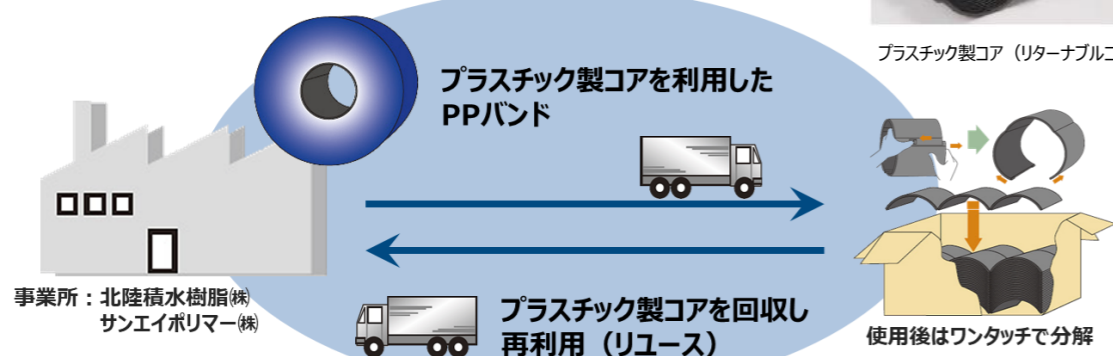 プラスチック製コア（リターナブルコ
プラスチック製コアを利用した
PPバンド
事業所：北陸積水樹脂㈱
サンエイポリマー㈱
プラスチック製コアを回収し
再利用（リユース）
使用後はワンタッチで分解